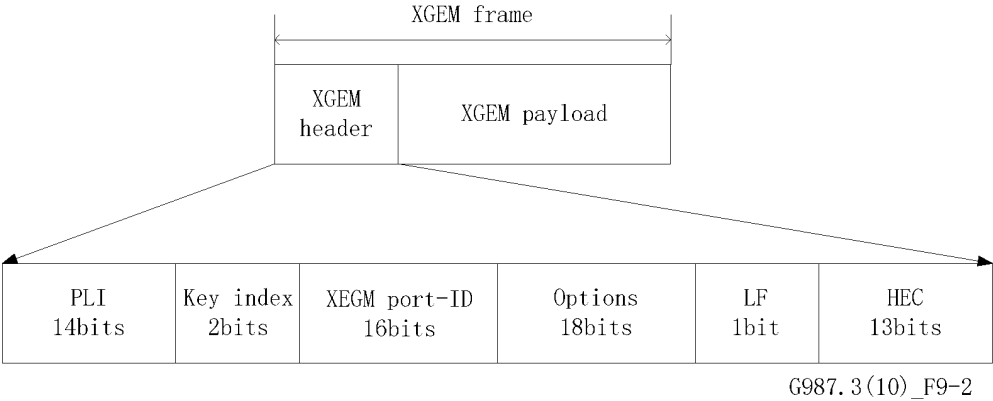 XGEM frame
XGEM
header
XGEM payload
PLI
14bits
Key index
2bits
XEGM port-ID
16bits
Options
18bits
LF
1bit
HEC
13bits
G987.3(10)_F9-2